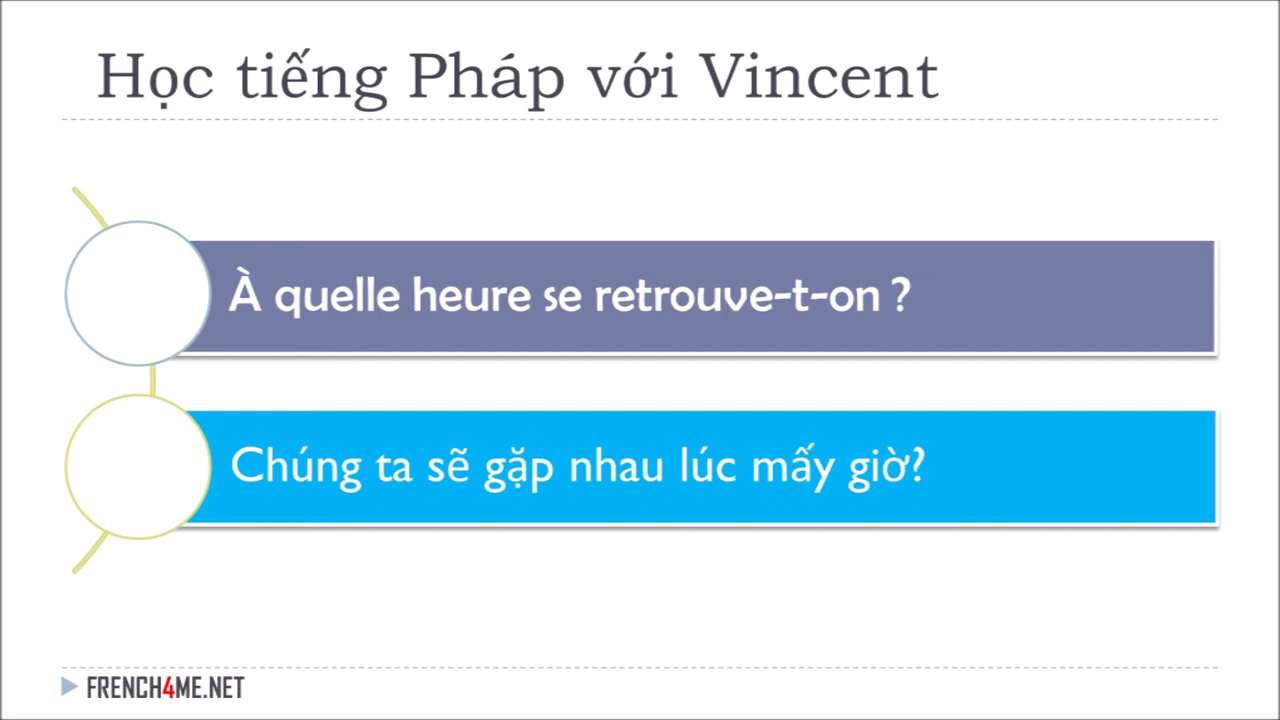 Học tiếng Pháp với Vincent
À quelle heure se retrouve-t-on ?
Chúng ta sẽ gặp nhau lúc mấy giờ?
FRENCH4ME.NET